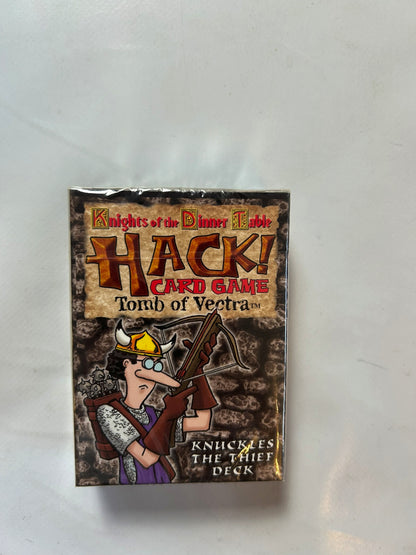 Knights of the Dinner Table
HACK!
CARD GAME
Tomb of Vectra™
KNUCKLES
THE THIEF
DECK